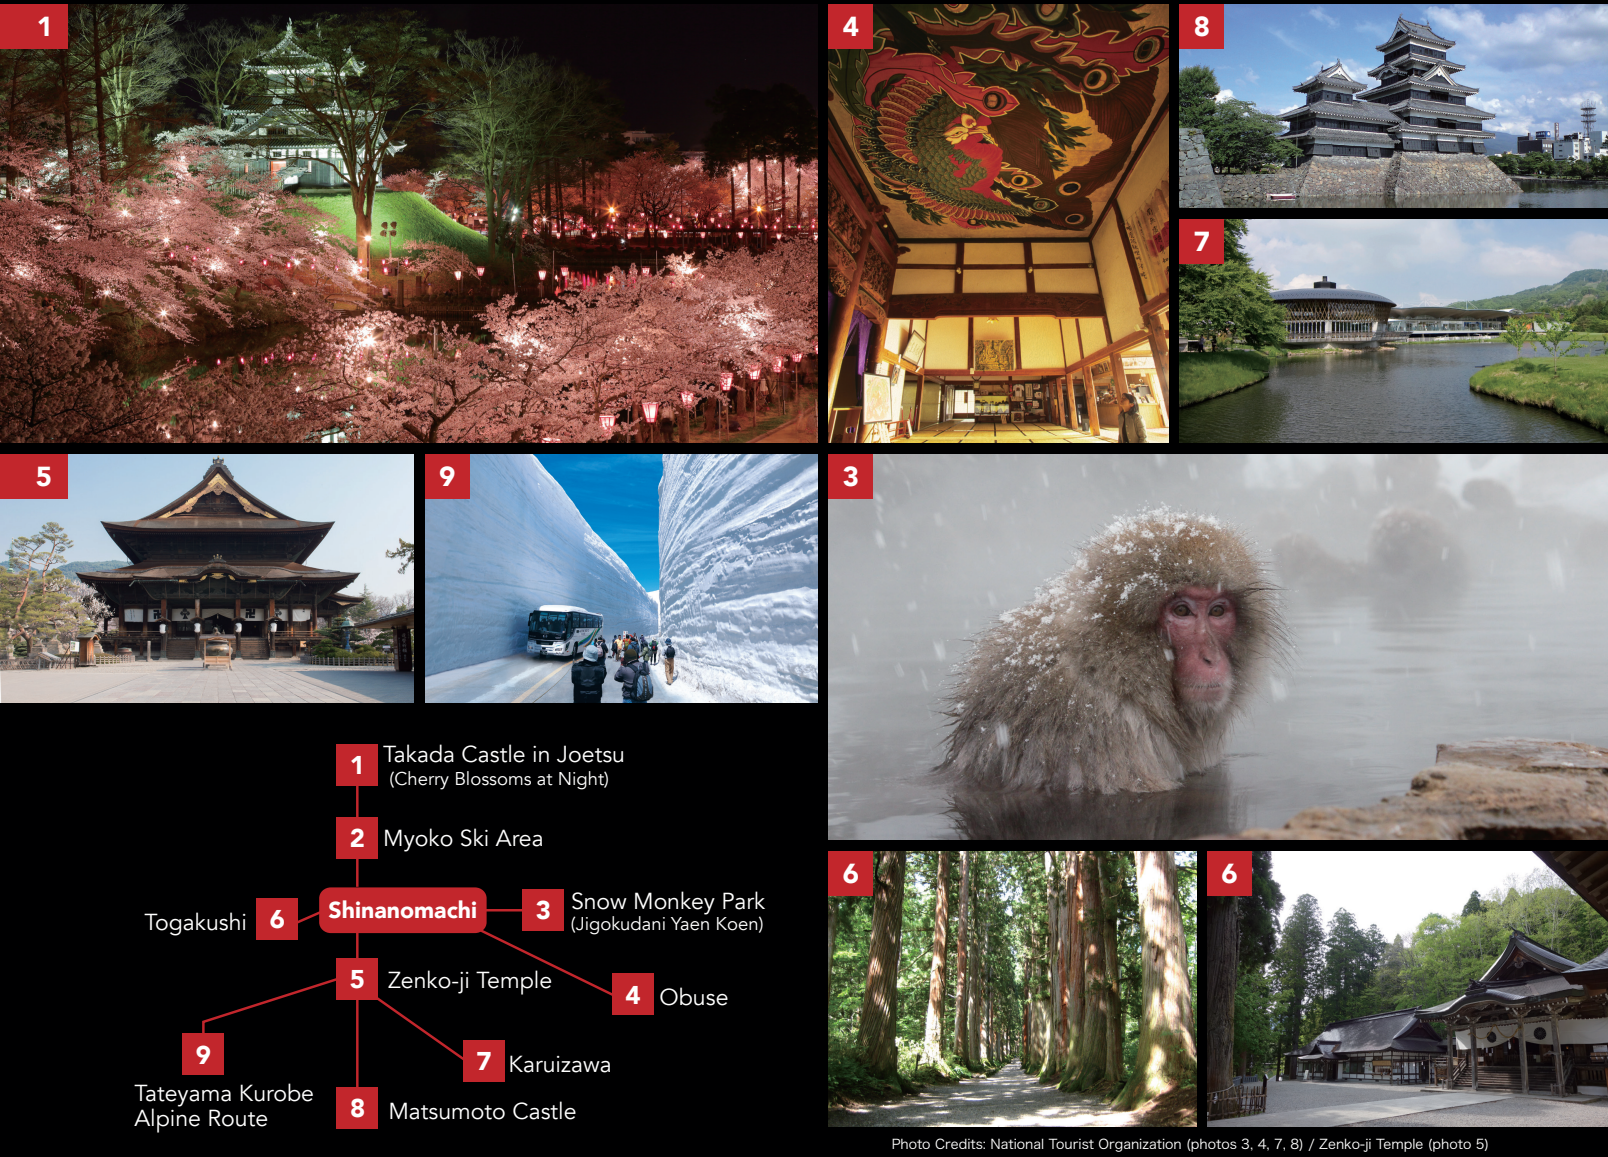 1
4
8
7
5
9
3
6
6
1 Takada Castle in Joetsu
(Cherry Blossoms at Night)
2 Myoko Ski Area
Shinanomachi
3 Snow Monkey Park
(Jigokudani Yaen Koen)
Togakushi 6
5 Zenko-ji Temple
4 Obuse
9
Tateyama Kurobe
Alpine Route
7 Karuizawa
8 Matsumoto Castle
Photo Credits: National Tourist Organization (photos 3, 4, 7, 8) / Zenko-ji Temple (photo 5)